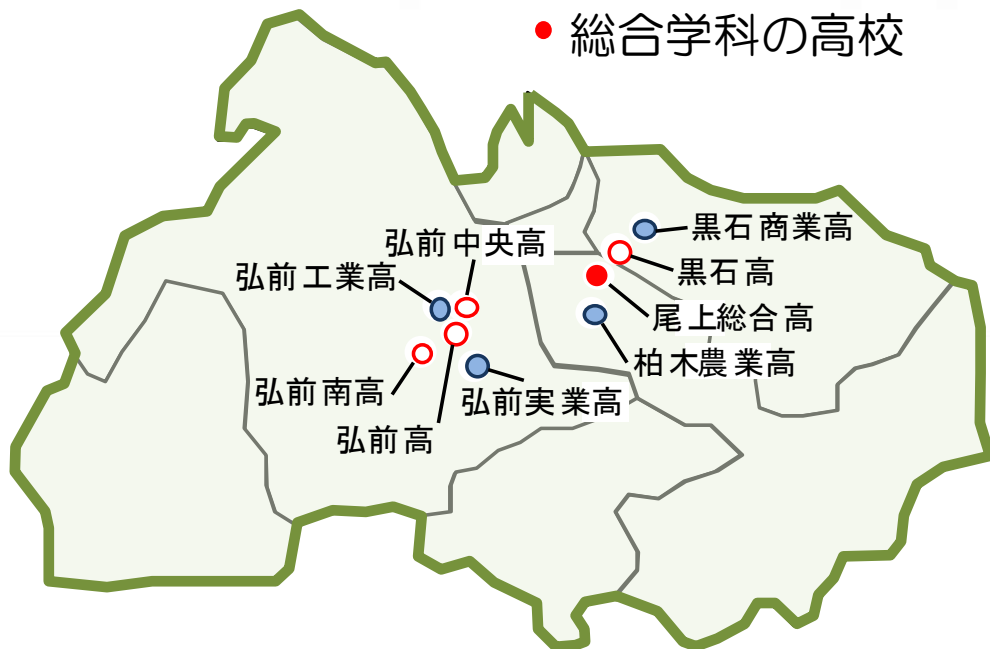 総合学科の高校
黒石商業高
弘前中央高
黒石高
弘前工業高
尾上総合高
柏木農業高
弘前南高
弘前実業高
弘前高